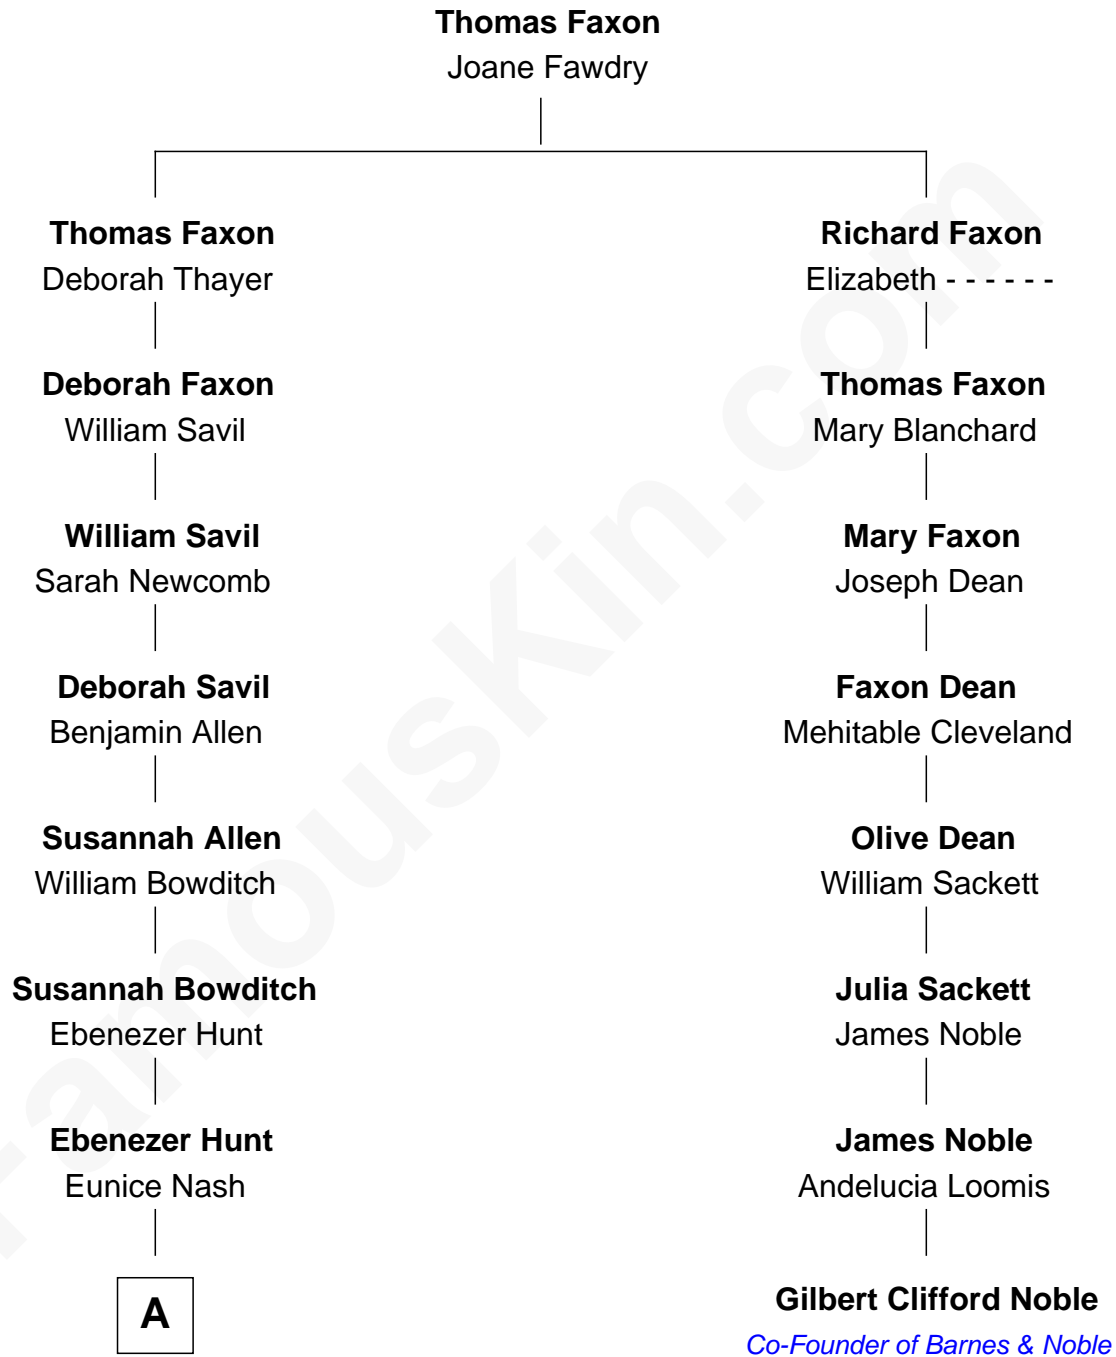 Thomas Faxon
Joane Fawdry
Thomas Faxon
Deborah Thayer
Deborah Faxon
William Savil
William Savil
Sarah Newcomb
Deborah Savil
Benjamin Allen
Susannah Allen
William Bowditch
Susannah Bowditch
Ebenezer Hunt
Ebenezer Hunt
Eunice Nash
A
Richard Faxon
Elizabeth - - - - - -
Thomas Faxon
Mary Blanchard
Mary Faxon
Joseph Dean
Faxon Dean
Mehitable Cleveland
Olive Dean
William Sackett
Julia Sackett
James Noble
James Noble
Andelucia Loomis
Gilbert Clifford Noble
Co-Founder of Barnes & Noble
FamousKin.com